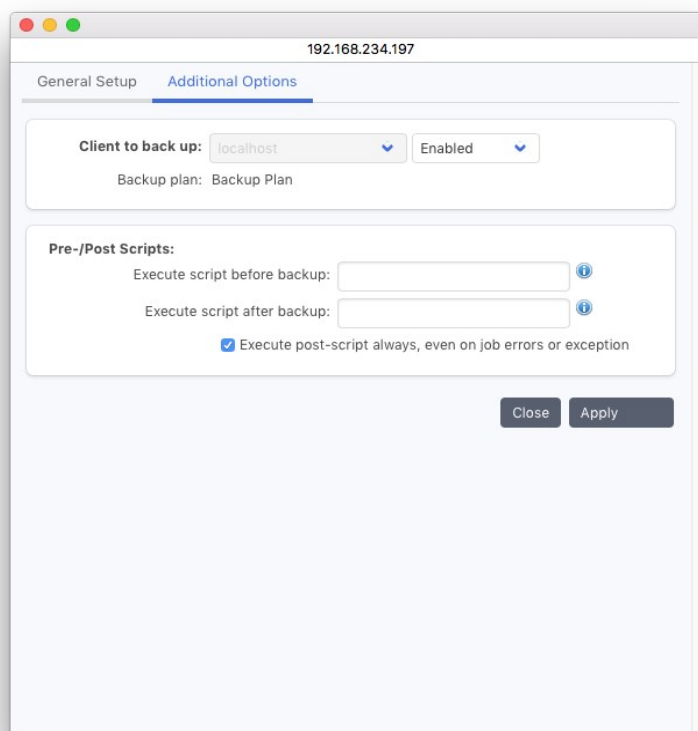 192.168.234.197
General Setup Additional Options
Client to back up: localhost Enabled
Backup plan: Backup Plan
Pre-/Post Scripts:
Execute script before backup:
Execute script after backup:
Execute post-script always, even on job errors or exception
Close Apply